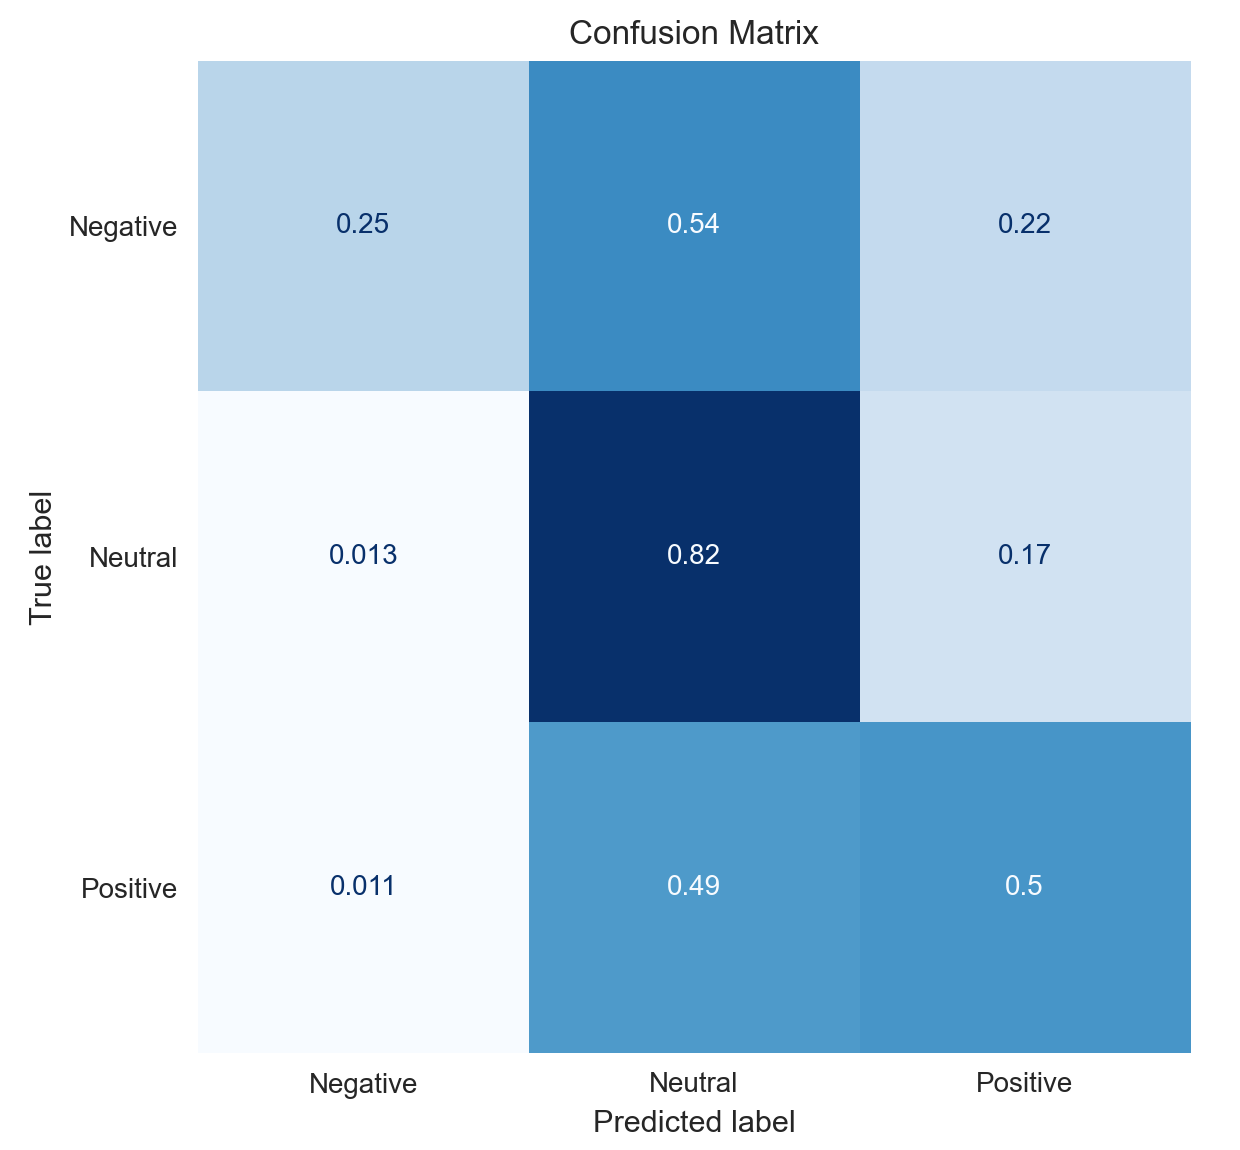 Confusion Matrix
Negative 0.25 0.54 0.22
Neutral 0.013 0.82 0.17
Positive 0.011 0.49 0.5
Negative Neutral Positive
Predicted label
True label